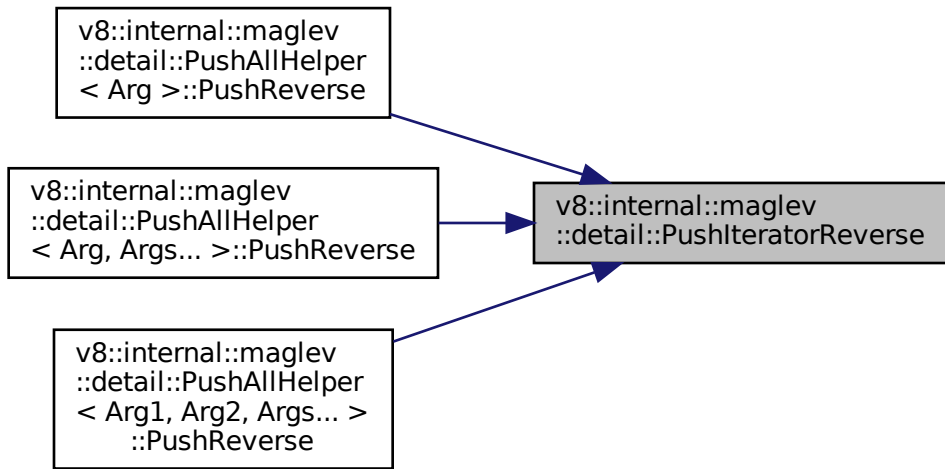 v8::internal::maglev
::detail::PushAllHelper
< Arg >::PushReverse
v8::internal::maglev
::detail::PushAllHelper
< Arg, Args... >::PushReverse
v8::internal::maglev
::detail::PushAllHelper
< Arg1, Arg2, Args... >
::PushReverse
v8::internal::maglev
::detail::PushIteratorReverse